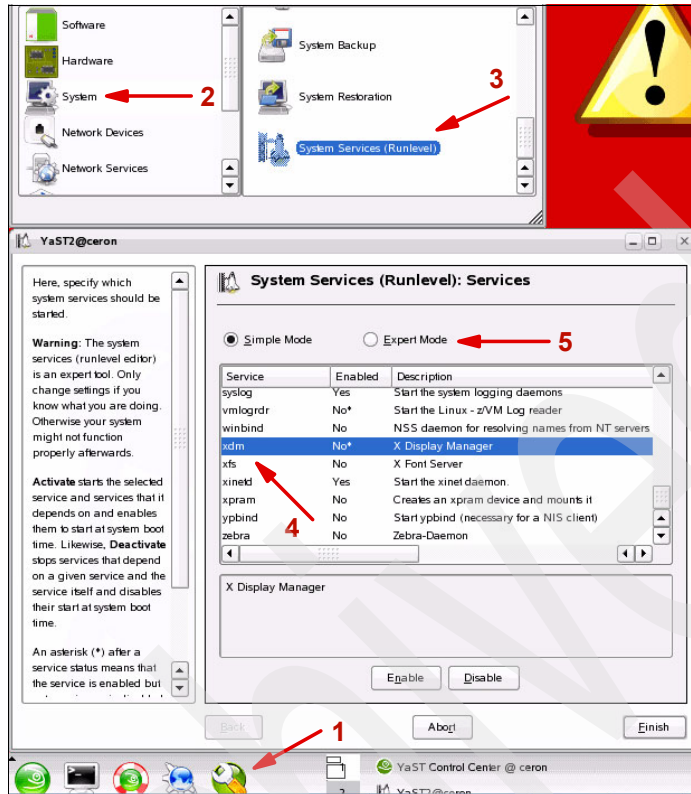 Software
Hardware
System
Network Devices
Network Services
2
System Backup
System Restoration
System Services (Runlevel)
3
YaST2@ceron
Here, specify which
system services should be
started.
Warning: The system
services (runlevel editor)
is an expert tool. Only
change settings if you
know what you are doing.
Otherwise your system
might not function
properly afterwards.
Activate starts the selected
service and services that it
depends on and enables
them to start at system boot
time. Likewise, Deactivate
stops services that depend
on a given service and the
service itself and disables
their start at system boot
time.
An asterisk (*) after a
service status means that
the service is enabled but
System Services (Runlevel): Services
Simple Mode Expert Mode 5
Service Enabled Description
syslog Yes Start the system logging daemons
vmlogrdr No* Start the Linux - z/VM Log reader
winbind No NSS daemon for resolving names from NT servers
xdm No* X Display Manager
xfs No X Font Server
xinetd Yes Start the xinet daemon.
xpram No Creates an xpram device and mounts it
ypbind No Start ypbind (necessary for a NIS client)
zebra No Zebra-Daemon
4
X Display Manager
Enable Disable
Back Abort Finish
1
YaST Control Center @ ceron
2 YaST2@ceron